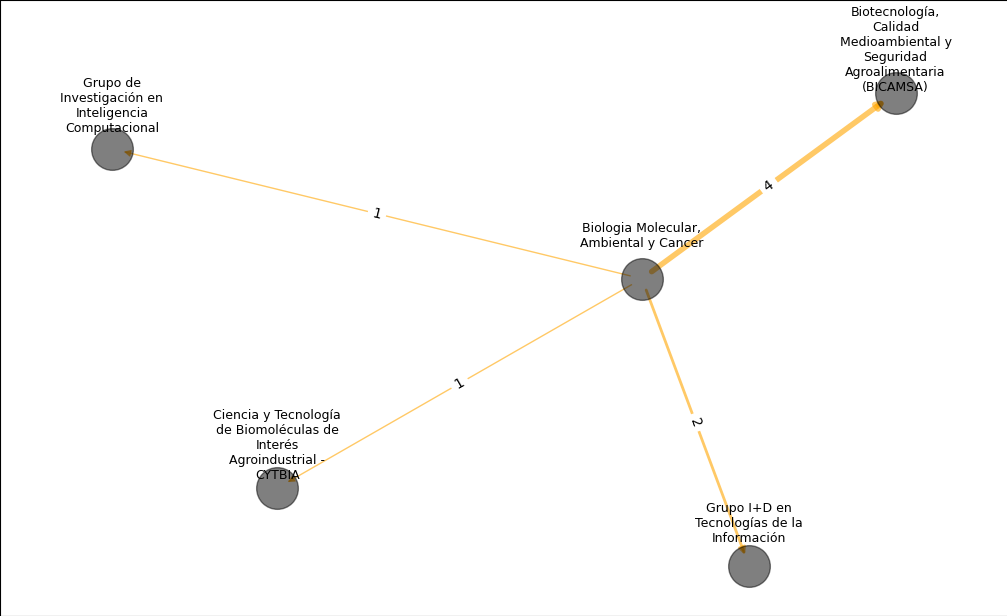 Biotecnología,
Calidad
Medioambiental y
Seguridad
Agroalimentaria
(BICAMSA)
Grupo de
Investigación en
Inteligencia
Computacional
4
1
Biologia Molecular,
Ambiental y Cancer
1
2
Ciencia y Tecnología
de Biomoléculas de
Interés
Agroindustrial -
CYTBIA
Grupo I+D en
Tecnologías de la
Información